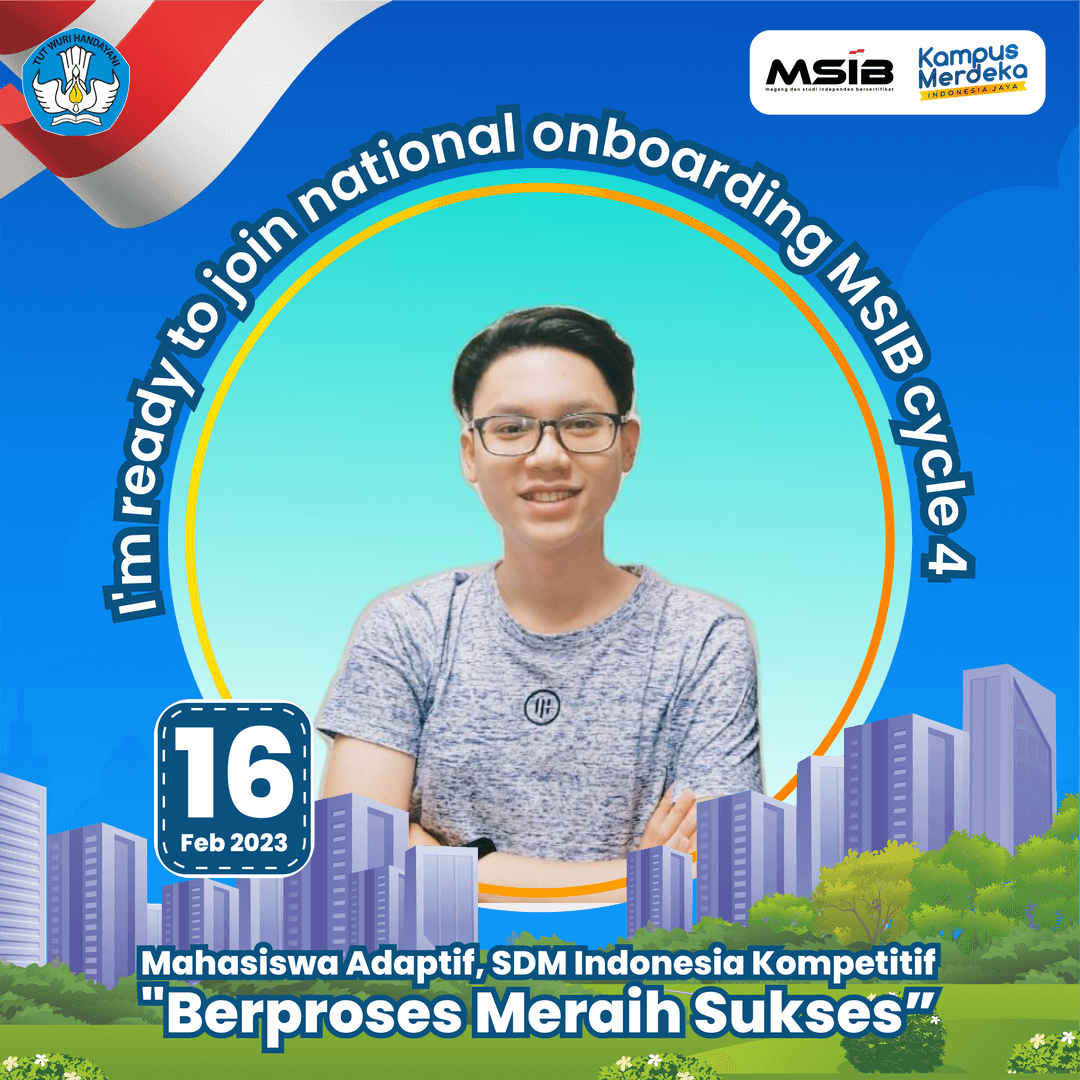 TUT WURI HANDAYANI
MSIB
magang dan studi independen bersertifikat
Kampus
Merdeka
INDONESIA JAYA
I'm ready to join national onboarding MSIB cycle 4
16
Feb 2023
Mahasiswa Adaptif, SDM Indonesia Kompetitif
"Berproses Meraih Sukses”